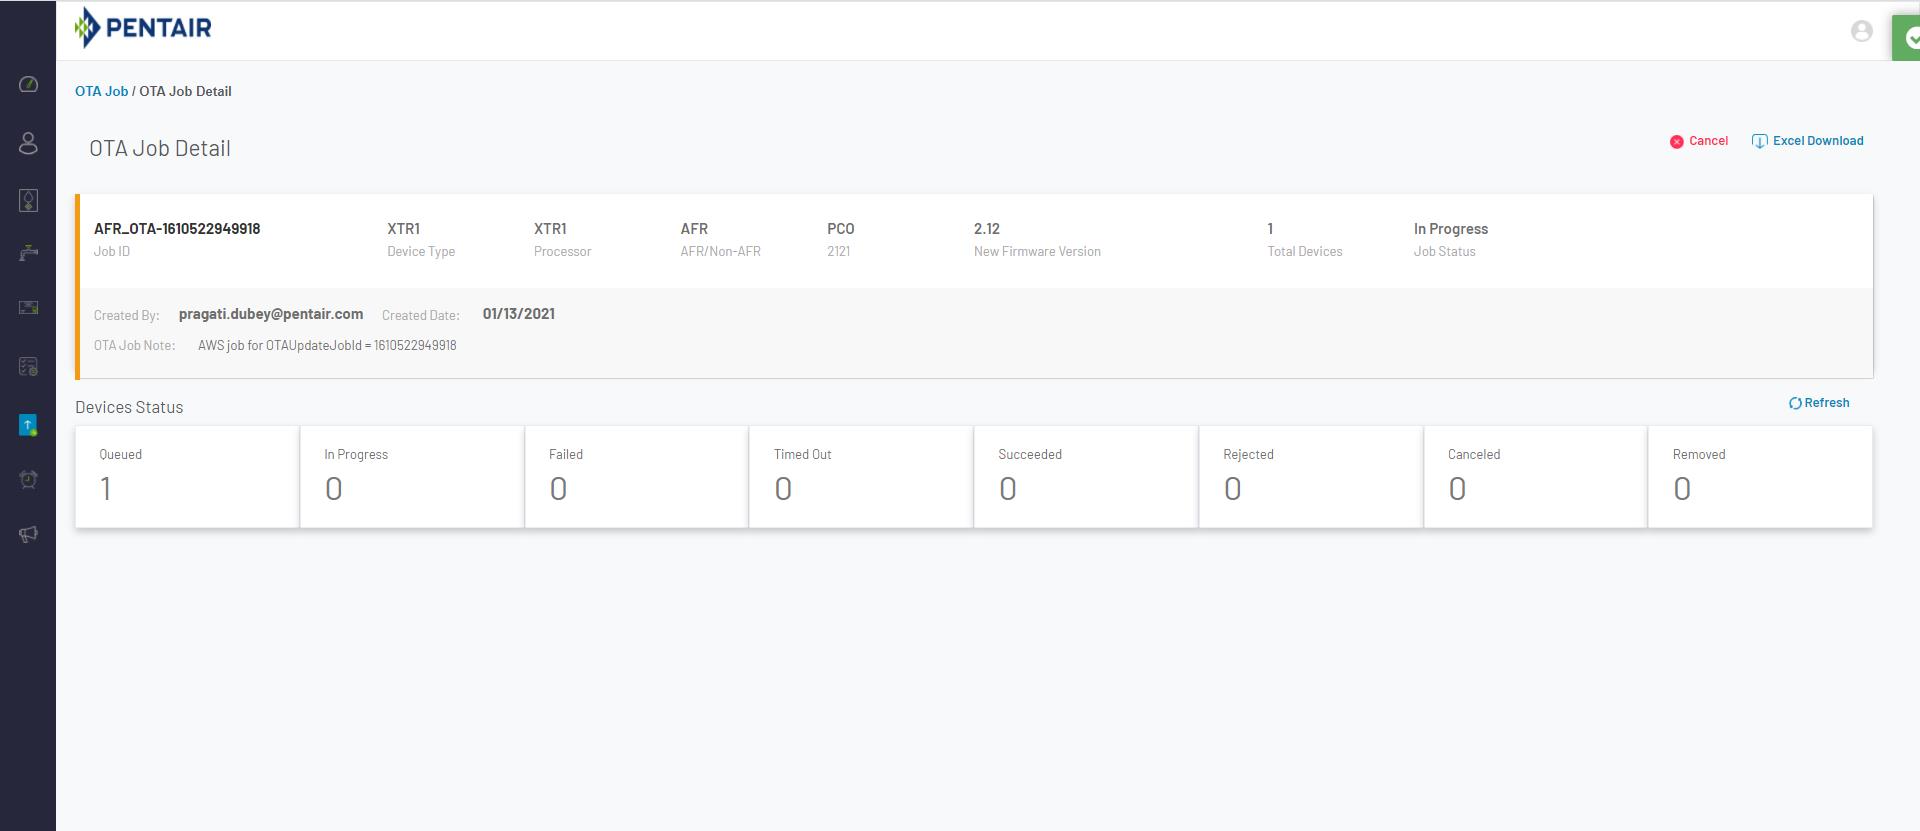 PENTAIR
OTA Job / OTA Job Detail
OTA Job Detail
Cancel
Excel Download
AFR_OTA-1610522949918
XTR1
XTR1
AFR
PCO
2.12
1
In Progress
Job ID
Device Type
Processor
AFR/Non-AFR
2121
New Firmware Version
Total Devices
Job Status
Created By: pragati.dubey@pentair.com Created Date: 01/13/2021
OTA Job Note: AWS job for OTAUpdateJobId = 1610522949918
Devices Status
Refresh
Queued
In Progress
Failed
Timed Out
Succeeded
Rejected
Canceled
Removed
1
0
0
0
0
0
0
0